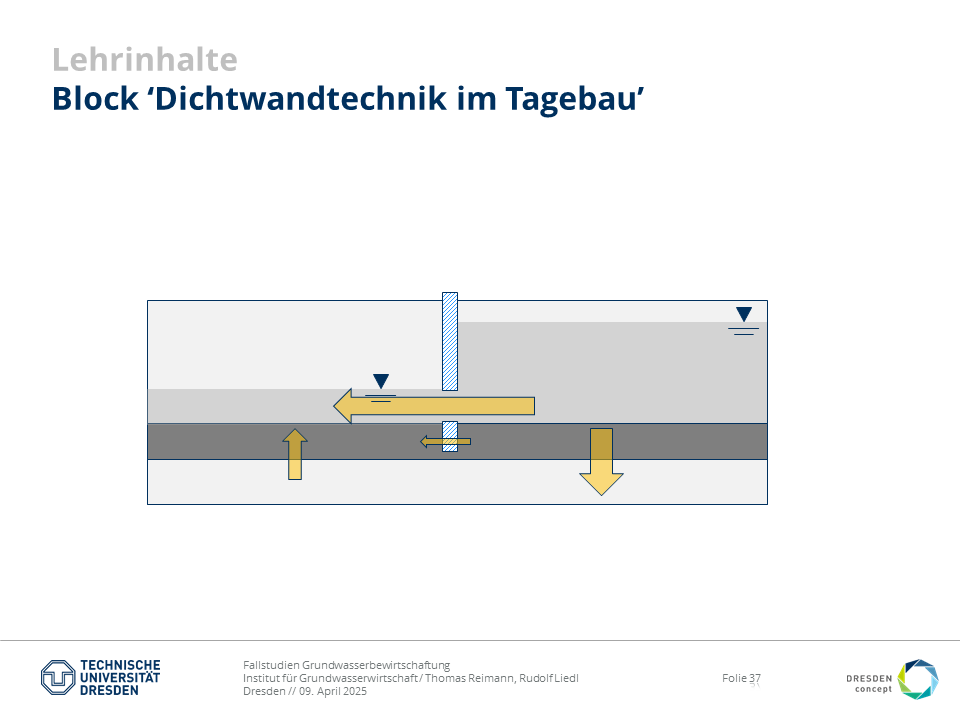 Lehrinhalte
Block ‘Dichtwandtechnik im Tagebau’
TECHNISCHE
UNIVERSITÄT
DRESDEN
Fallstudien Grundwasserbewirtschaftung
Institut für Grundwasserwirtschaft / Thomas Reimann, Rudolf Liedl
Dresden // 09. April 2025
Folie 37
DRESDEN
concept